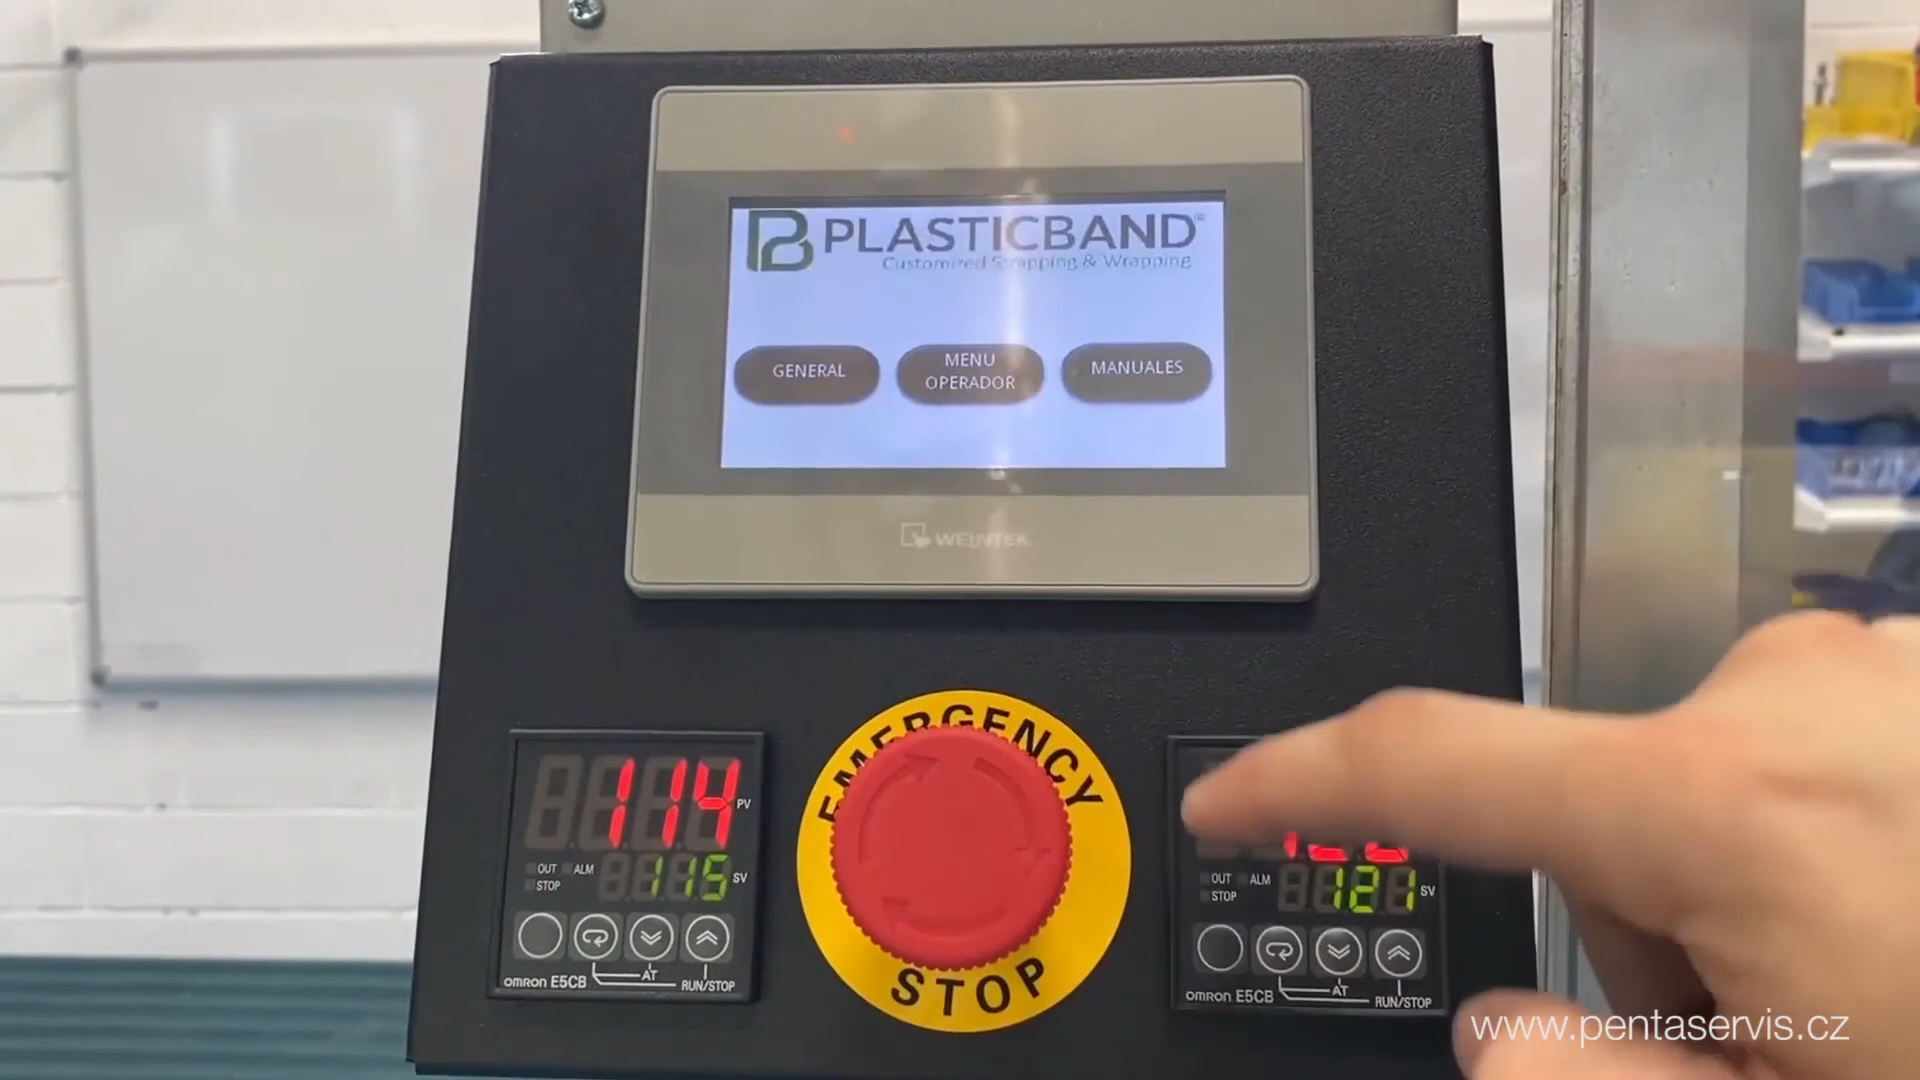 PLASTICBAND®
Customized Strapping & Wrapping
GENERAL
MENU
OPERADOR
MANUALES
WEINTEK
EMERGENCY
STOP
114 PV
OUT ALM
STOP
115 SV
AT
omron E5CB
RUN/STOP
OUT ALM
STOP
121 SV
AT
omron E5CB
RUN/STOP
www.pentaservis.cz